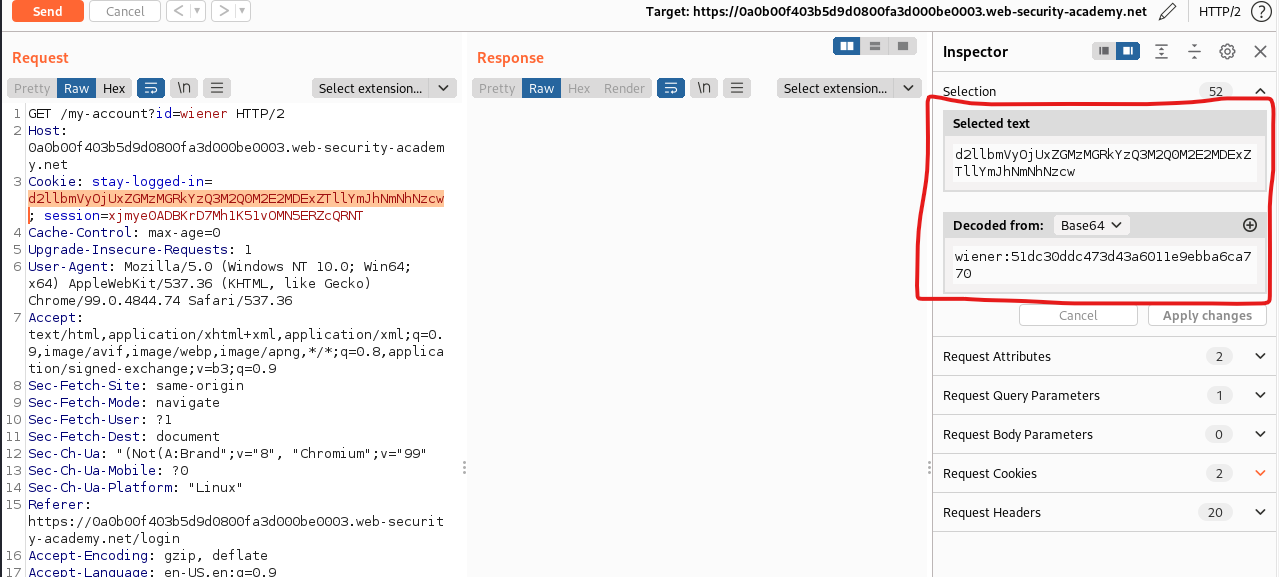 Send
Cancel
<
>
Target: https://0a0b00f403b5d9d0800fa3d000be0003.web-security-academy.net
HTTP/2
?
Request
Pretty Raw Hex
\n
Select extension...
1 GET /my-account?id=wiener HTTP/2
2 Host:
0a0b00f403b5d9d0800fa3d000be0003.web-security-academ
y.net
3 Cookie: stay-logged-in=
d2llbmVyOjUxZGMzMGRkYzQ3M2Q0M2E2MDExZTllYmJhNmNhNzcw
; session=xjmye0ADBKrD7Mh1K51vOMN5ERZcQRNT
4 Cache-Control: max-age=0
5 Upgrade-Insecure-Requests: 1
6 User-Agent: Mozilla/5.0 (Windows NT 10.0; Win64;
x64) AppleWebKit/537.36 (KHTML, like Gecko)
Chrome/99.0.4844.74 Safari/537.36
7 Accept:
text/html,application/xhtml+xml,application/xml;q=0.
9,image/avif,image/webp,image/apng,*/*;q=0.8,applica
tion/signed-exchange;v=b3;q=0.9
8 Sec-Fetch-Site: same-origin
9 Sec-Fetch-Mode: navigate
10 Sec-Fetch-User: ?1
11 Sec-Fetch-Dest: document
12 Sec-Ch-Ua: "(Not(A:Brand";v="8", "Chromium";v="99"
13 Sec-Ch-Ua-Mobile: ?0
14 Sec-Ch-Ua-Platform: "Linux"
15 Referer:
https://0a0b00f403b5d9d0800fa3d000be0003.web-securit
y-academy.net/login
16 Accept-Encoding: gzip, deflate
17 Accept-Language: en-US,en;q=0.9
Response
Pretty Raw Hex Render
\n
Select extension...
Inspector
Selection 52
Selected text
d2llbmVyOjUxZGMzMGRkYzQ3M2Q0M2E2MDExZ
TllYmJhNmNhNzcw
Decoded from: Base64
wiener:51dc30ddc473d43a6011e9ebba6ca7
70
Cancel
Apply changes
Request Attributes 2
Request Query Parameters 1
Request Body Parameters 0
Request Cookies 2
Request Headers 20